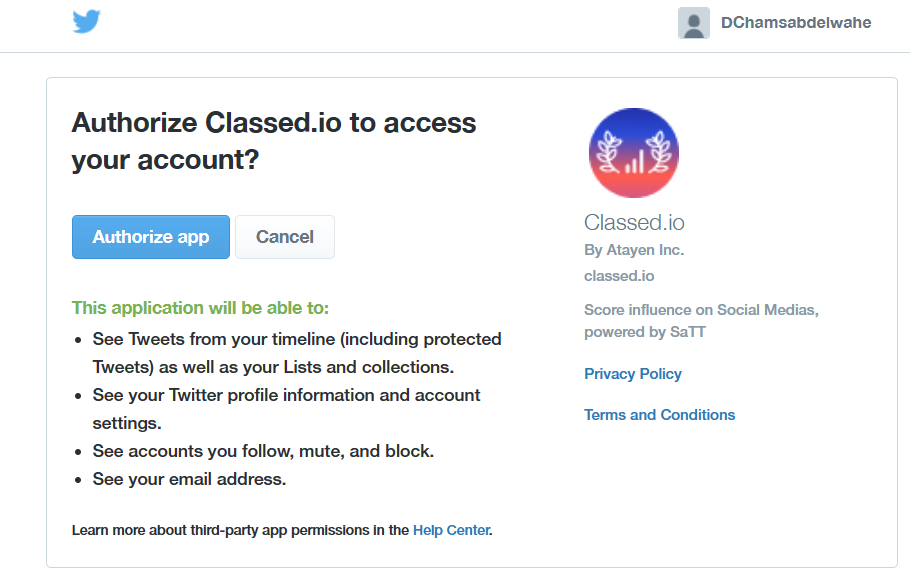 DChamsabdelwahe
Authorize Classed.io to access
your account?
Authorize app
Cancel
This application will be able to:
See Tweets from your timeline (including protected
Tweets) as well as your Lists and collections.
See your Twitter profile information and account
settings.
See accounts you follow, mute, and block.
See your email address.
Learn more about third-party app permissions in the Help Center.
Classed.io
By Atayen Inc.
classed.io
Score influence on Social Medias,
powered by SaTT
Privacy Policy
Terms and Conditions